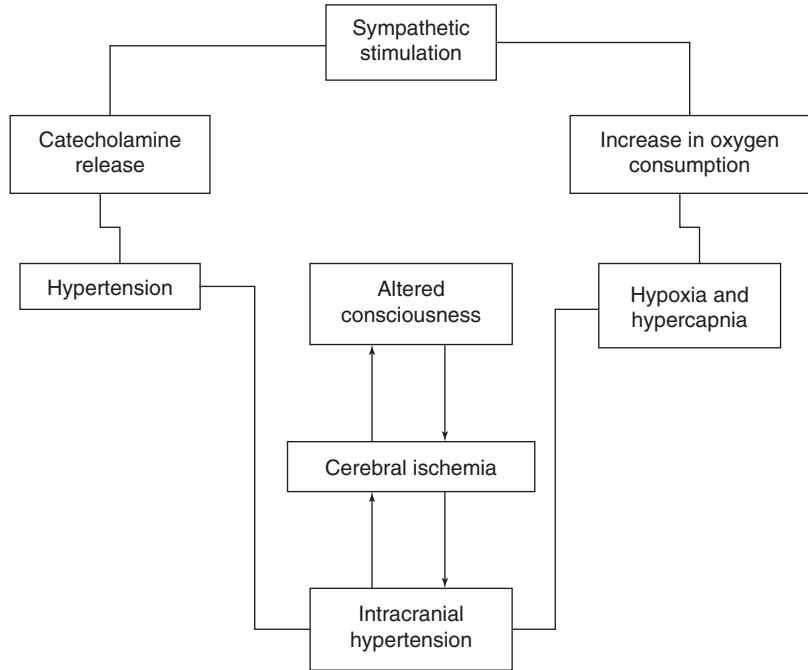 Sympathetic
stimulation
Catecholamine
release
Increase in oxygen
consumption
Hypertension
Altered
consciousness
Hypoxia and
hypercapnia
Cerebral ischemia
Intracranial
hypertension